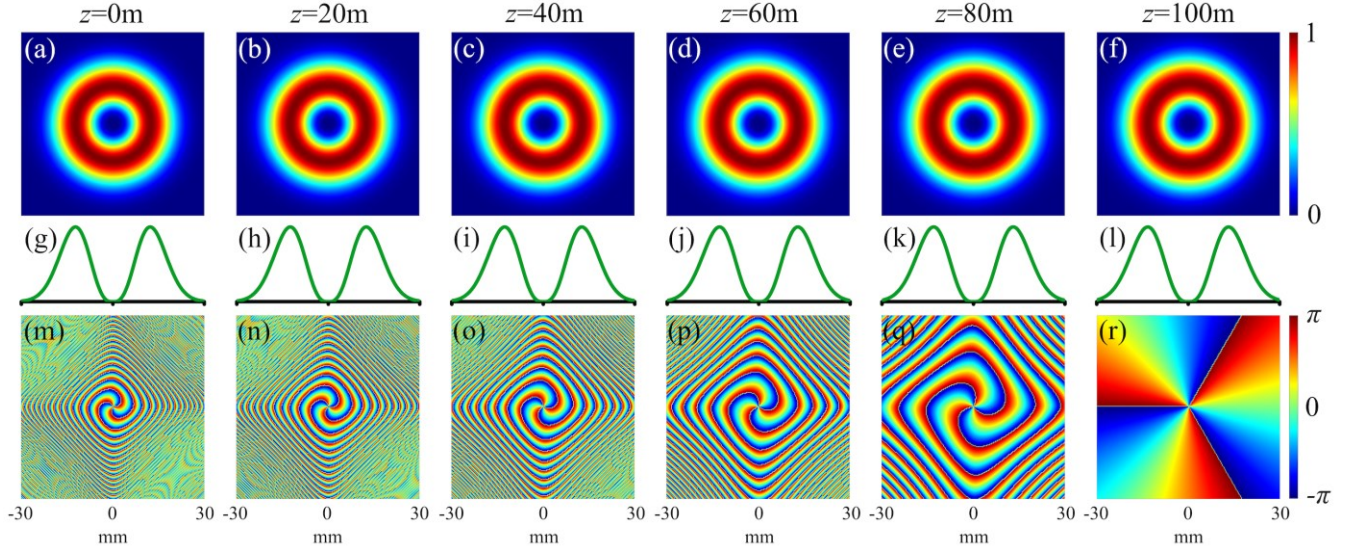 z=0m z=20m z=40m z=60m z=80m z=100m
(a) (b) (c) (d) (e) (f) 1
0
(g) (h) (i) (j) (k) (l)
(m) (n) (o) (p) (q) (r) π
0
-π
-30 0 30 -30 0 30 -30 0 30 -30 0 30 -30 0 30 -30 0 30
mm mm mm mm mm mm